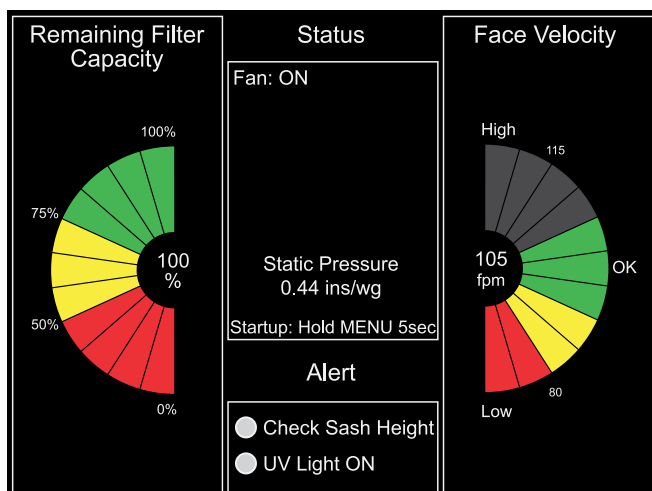 Remaining Filter
Capacity
100%
75%
100
%
50%
0%
Status
Fan: ON
Static Pressure
0.44 ins/wg
Startup: Hold MENU 5sec
Alert
Check Sash Height
UV Light ON
Face Velocity
High
115
105
fpm
OK
80
Low